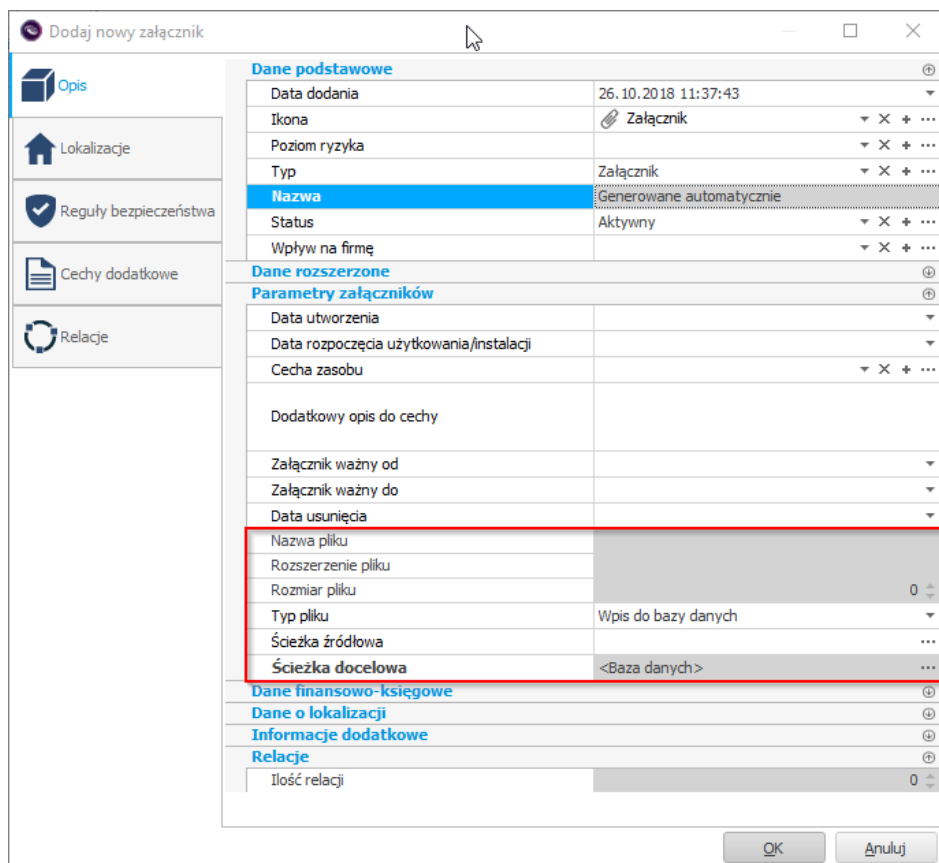 Dodaj nowy załącznik
Opis
Lokalizacje
Reguły bezpieczeństwa
Cechy dodatkowe
Relacje
Dane podstawowe
Data dodania 26.10.2018 11:37:43
Ikona Załącznik
Poziom ryzyka
Typ Załącznik
Nazwa Generowane automatycznie
Status Aktywny
Wpływ na firmę
Dane rozszerzone
Parametry załączników
Data utworzenia
Data rozpoczęcia użytkowania/instalacji
Cecha zasobu
Dodatkowy opis do cechy
Załącznik ważny od
Załącznik ważny do
Data usunięcia
Nazwa pliku
Rozszerzenie pliku
Rozmiar pliku 0
Typ pliku Wpis do bazy danych
Ścieżka źródłowa
Ścieżka docelowa <Baza danych>
Dane finansowo-księgowe
Dane o lokalizacji
Informacje dodatkowe
Relacje
Ilość relacji 0
OK Anuluj